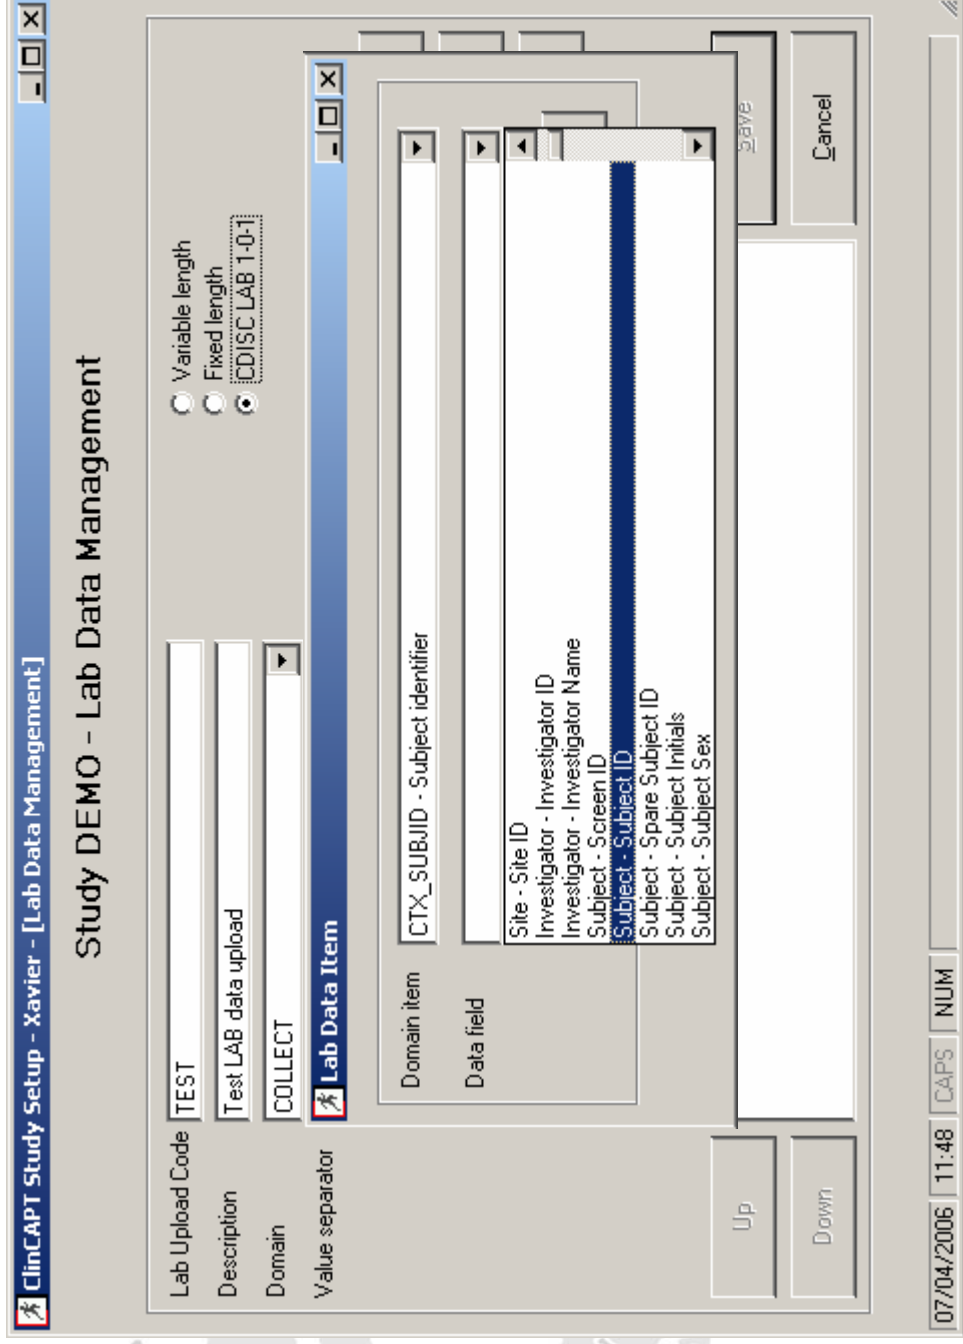 ClinCAPT Study Setup - Xavier - [Lab Data Management]
Study DEMO - Lab Data Management
Lab Upload Code
TEST
Variable length
Description
Test LAB data upload
Fixed length
CDISC LAB 1-0-1
Domain
COLLECT
Value separator
Lab Data Item
Domain item
CTX_SUBJID - Subject identifier
Data field
Site - Site ID
Investigator - Investigator ID
Investigator - Investigator Name
Subject - Screen ID
Subject - Subject ID
Subject - Spare Subject ID
Subject - Subject Initials
Subject - Subject Sex
Up
Save
Down
Cancel
07/04/2006
11:48
CAPS
NUM